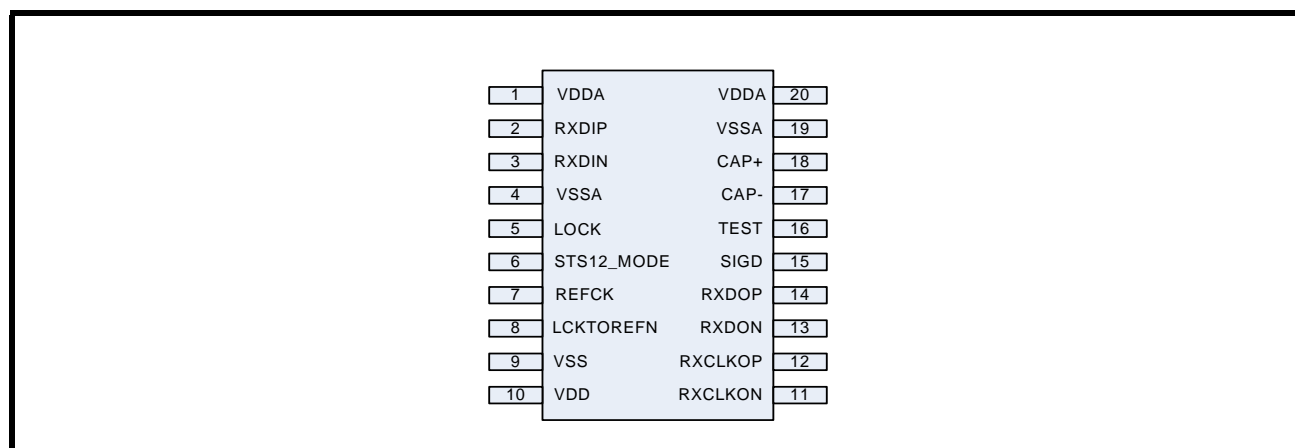 1 VDDA VDDA 20
2 RXDIP VSSA 19
3 RXDIN CAP+ 18
4 VSSA CAP- 17
5 LOCK TEST 16
6 STS12_MODE SIGD 15
7 REFCK RXDOP 14
8 LCKTOREFN RXDON 13
9 VSS RXCLKOP 12
10 VDD RXCLKON 11